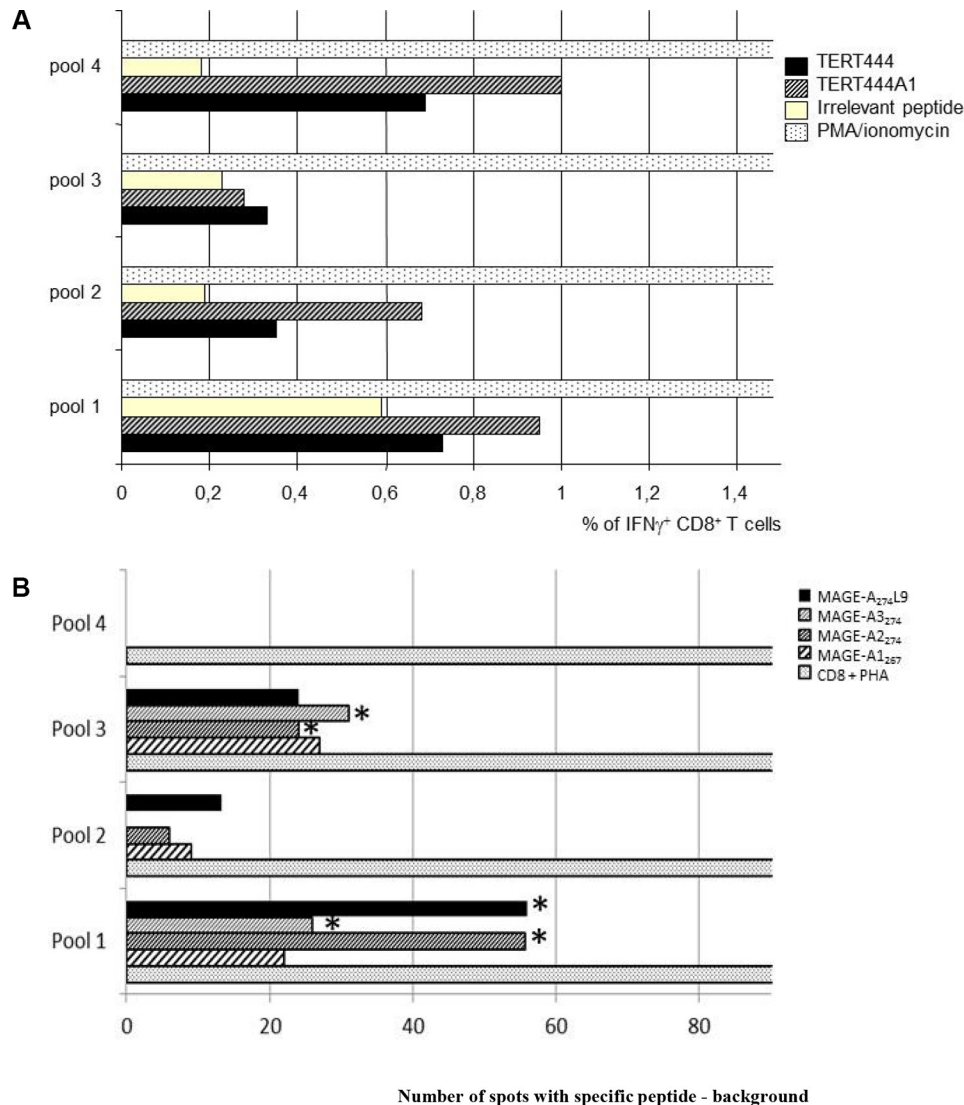 A
pool 4
pool 3
pool 2
pool 1
TERT444
TERT444A1
Irrelevant peptide
PMA/ionomycin
0 0,2 0,4 0,6 0,8 1 1,2 1,4
% of IFNγ⁺ CD8⁺ T cells
B
Pool 4
Pool 3
* 
*
Pool 2
Pool 1
*
*
*
MAGE-A₂₇₄L9
MAGE-A3₂₇₄
MAGE-A2₂₇₄
MAGE-A1₂₆₇
CD8 + PHA
0 20 40 60 80
Number of spots with specific peptide - background